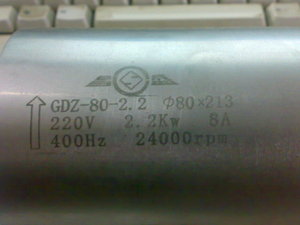 GDZ-80-2.2 Φ80×213
220V 2.2Kw 8A
400Hz 24000rpm